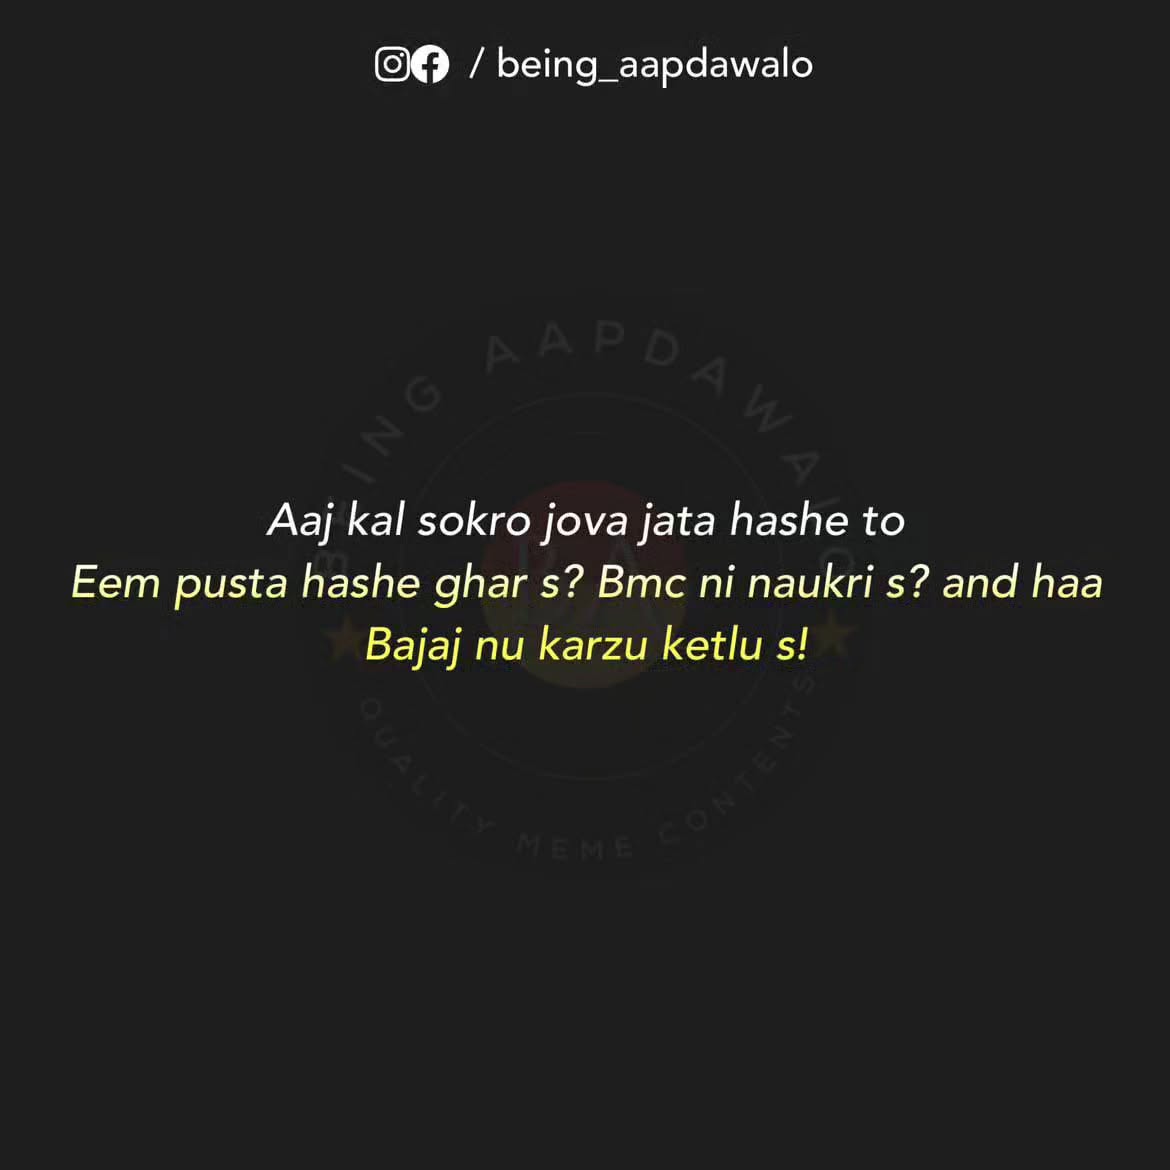 / being_aapdawalo
BEING AAPDAWALO
Aaj kal sokro jova jata hashe to
Eem pusta hashe ghar s? Bmc ni naukri s? and haa
Bajaj nu karzu ketlu s!
QUALITY MEME CONTENTS